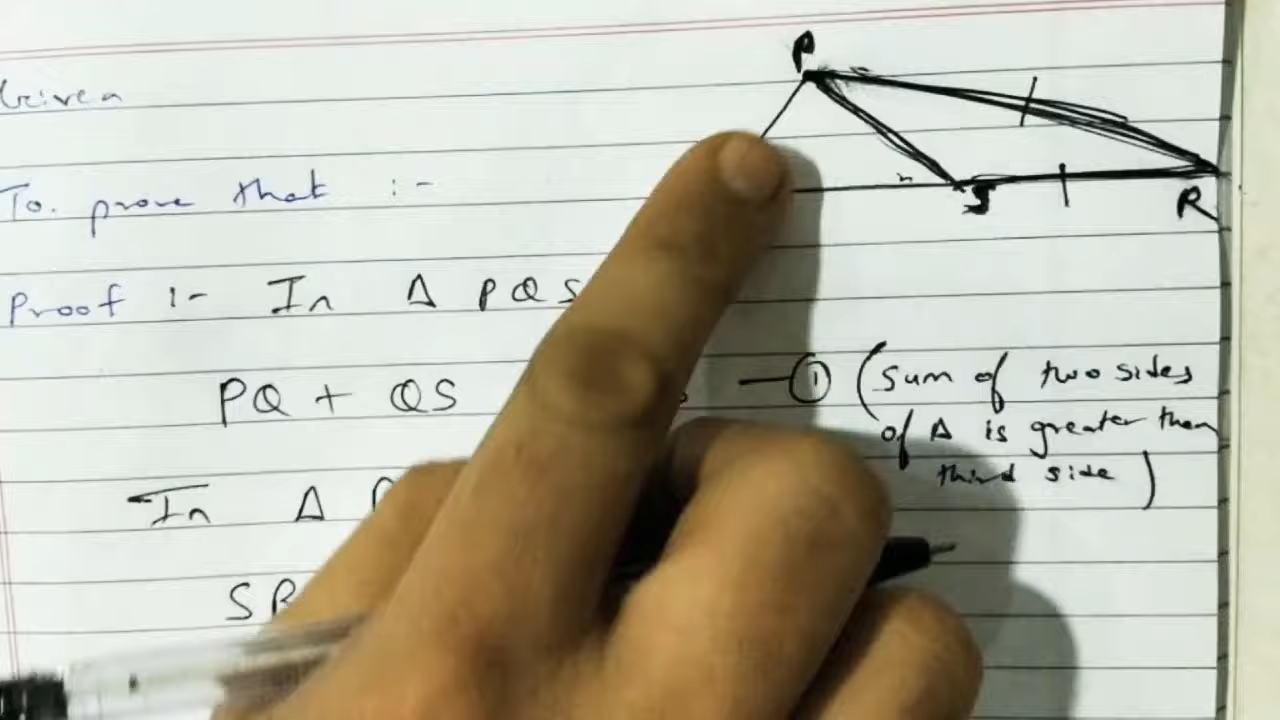 P
Given
S
R
To. prove that :-
Proof :- In Δ PQS
PQ + QS — ① (Sum of two sides
of Δ is greater then
third side)
In Δ
SR